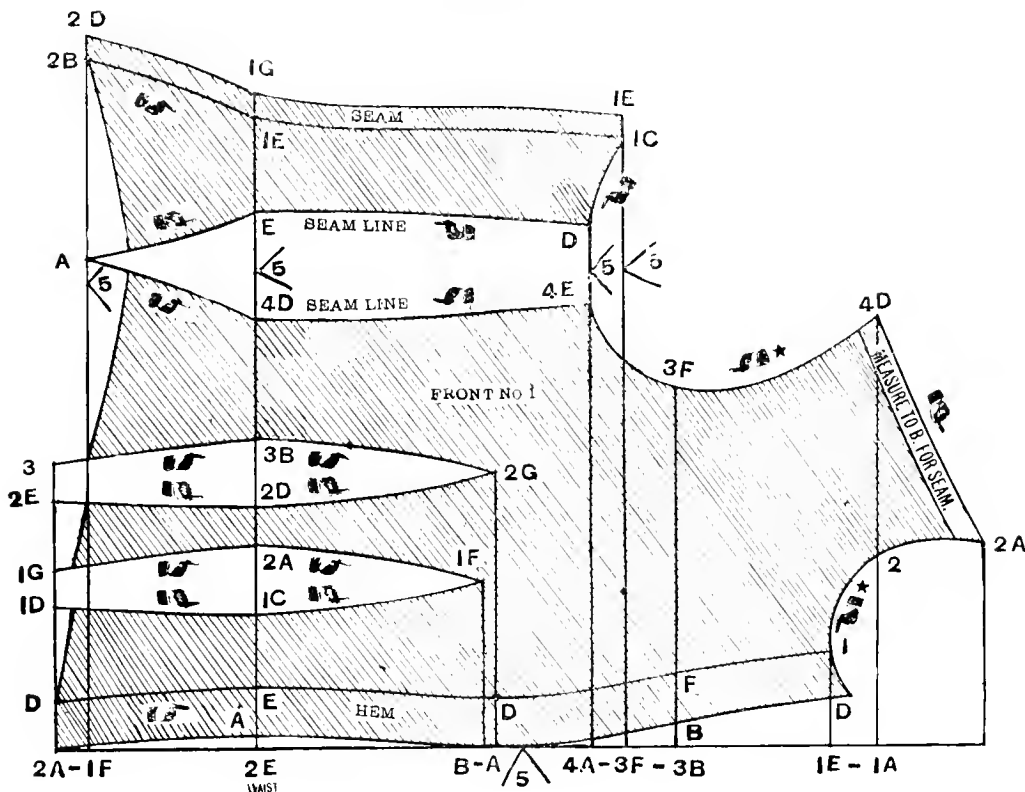 2D
2B
1G
1E
SEAM
1E
1C
A
E
SEAM LINE
D
5
5
5
5
4D
SEAM LINE
4E
4D
3F
MEASURE TO B. FOR SEAM.
FRONT No 1
3
3B
2G
2E
2D
2A
1G
2A
1F
2
1D
1C
1
D
E
HEM
D
F
D
A
B
2A-1F
2E
B-A
5
4A-3F-3B
1E-1A
WAIST